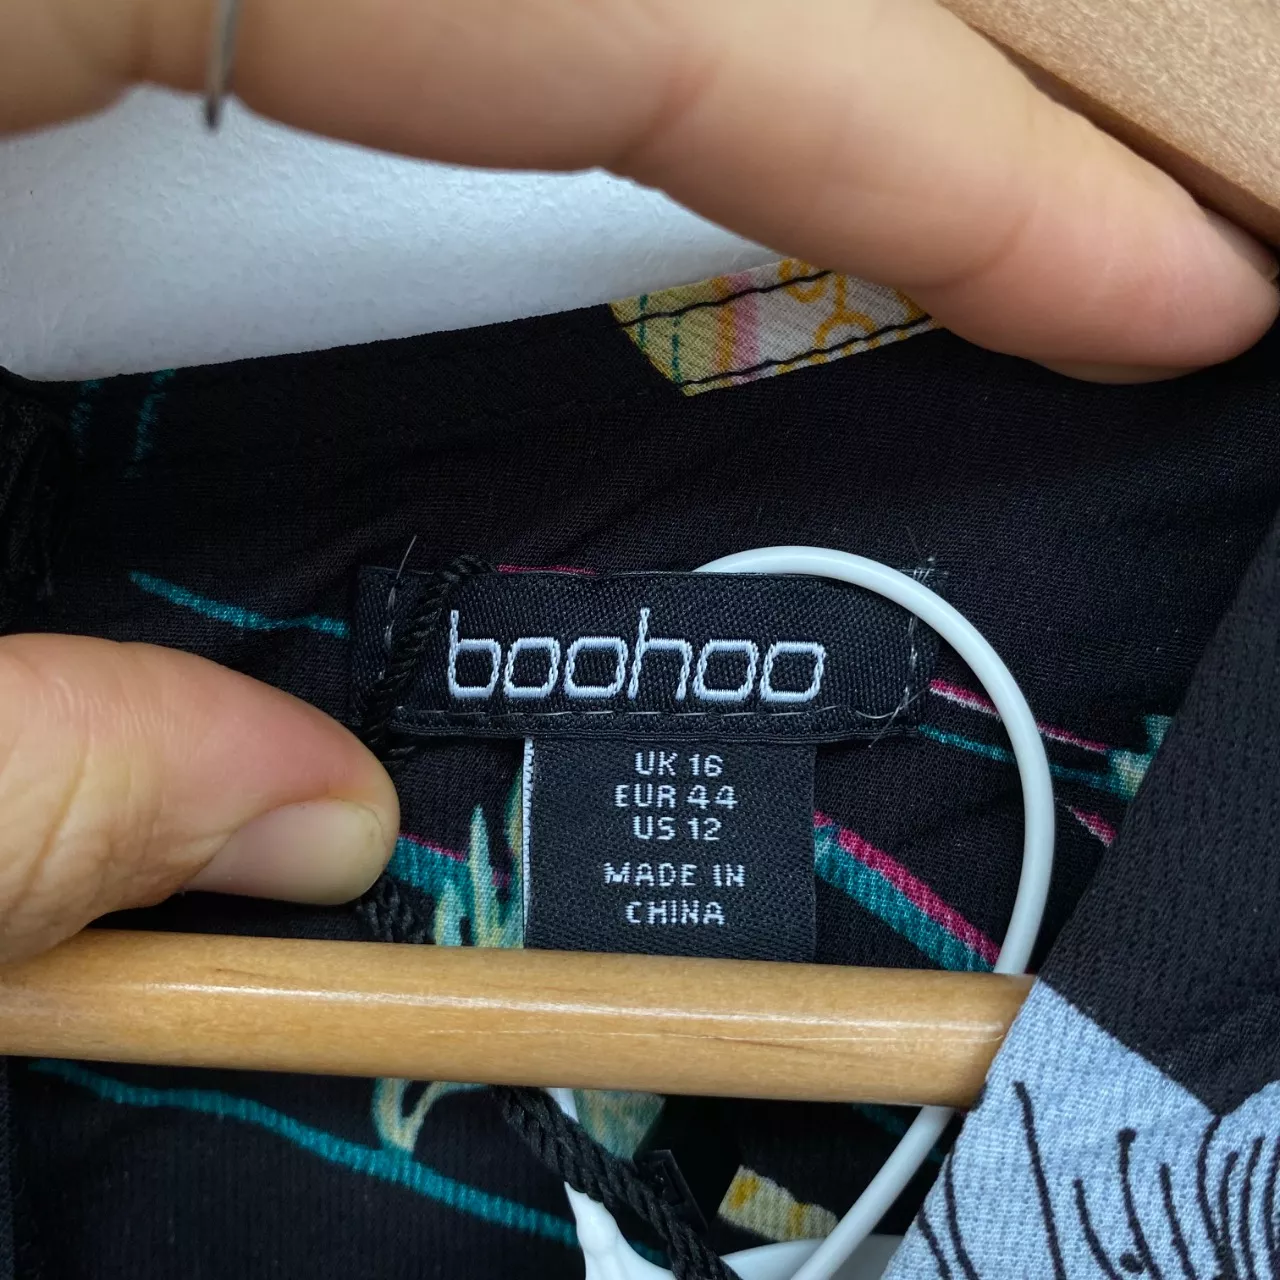 boohoo
UK 16
EUR 44
US 12
MADE IN
CHINA